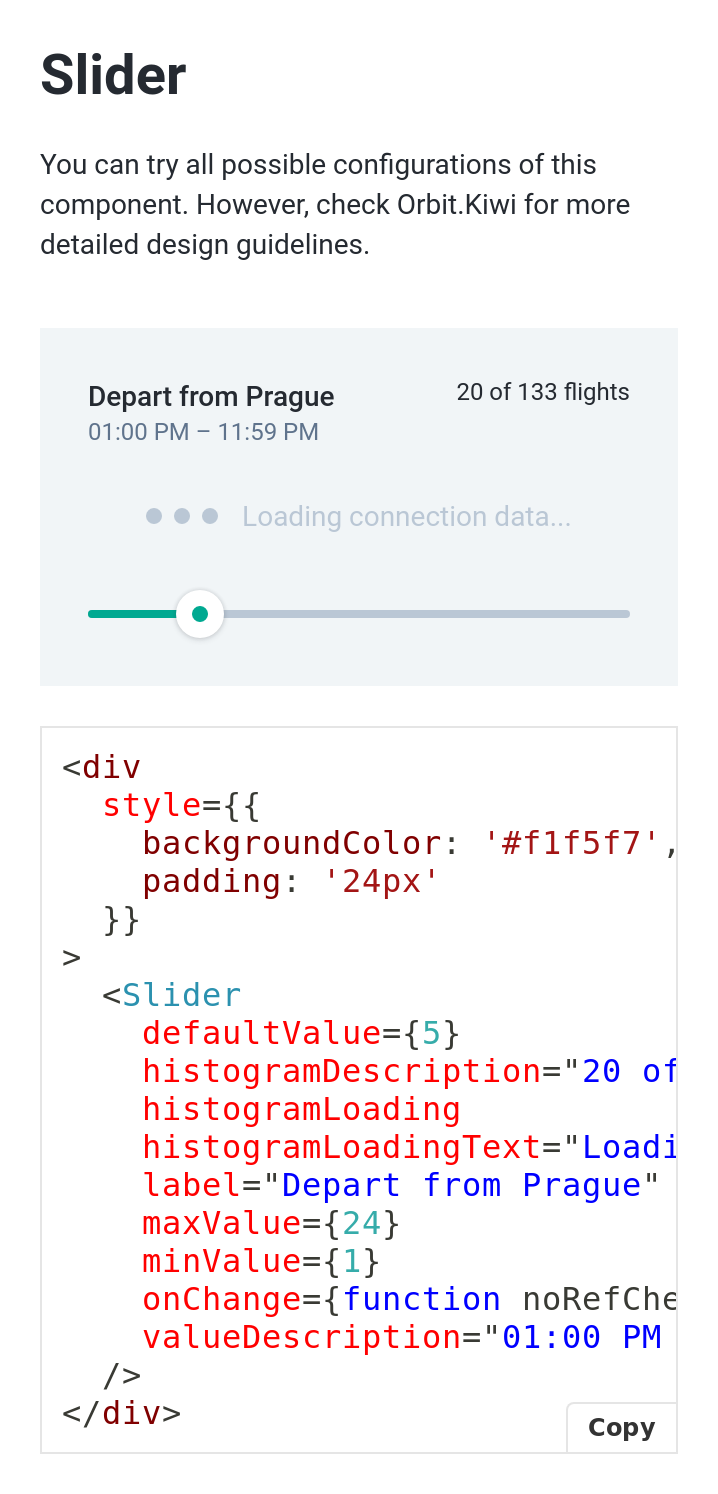 Slider
You can try all possible configurations of this
component. However, check Orbit.Kiwi for more
detailed design guidelines.
Depart from Prague
20 of 133 flights
01:00 PM – 11:59 PM
Loading connection data...
<div
  style={{
    backgroundColor: '#f1f5f7',
    padding: '24px'
  }}
>
  <Slider
    defaultValue={5}
    histogramDescription="20 of
    histogramLoading
    histogramLoadingText="Loadi
    label="Depart from Prague"
    maxValue={24}
    minValue={1}
    onChange={function noRefChe
    valueDescription="01:00 PM
  />
</div>
Copy